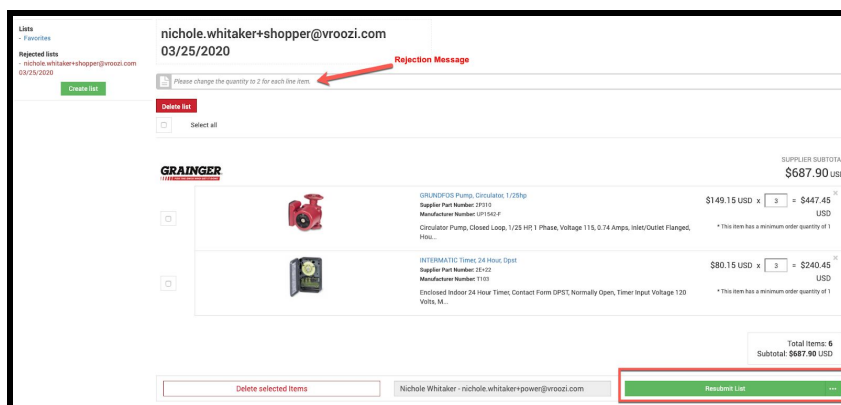 Lists
- Favorites
Rejected lists
- nichole.whitaker+shopper@vroozi.com
03/25/2020
Create list
nichole.whitaker+shopper@vroozi.com
03/25/2020
Rejection Message
Please change the quantity to 2 for each line item.
Delete list
Select all
GRAINGER
SUPPLIER SUBTOTA
$687.90 USD
GRUNDFOS Pump, Circulator, 1/25hp
Supplier Part Number: 2P310
Manufacturer Number: UP1542-F
Circulator Pump, Closed Loop, 1/25 HP, 1 Phase, Voltage 115, 0.74 Amps, Inlet/Outlet Flanged,
Hou...
$149.15 USD x 3 = $447.45
USD
* This item has a minimum order quantity of 1
INTERMATIC Timer, 24 Hour, Dpst
Supplier Part Number: 2E+22
Manufacturer Number: T103
Enclosed Indoor 24 Hour Timer, Contact Form DPST, Normally Open, Timer Input Voltage 120
Volts, M...
$80.15 USD x 3 = $240.45
USD
* This item has a minimum order quantity of 1
Total Items: 6
Subtotal: $687.90 USD
Delete selected Items
Nichole Whitaker - nichole.whitaker+power@vroozi.com
Resubmit List
...